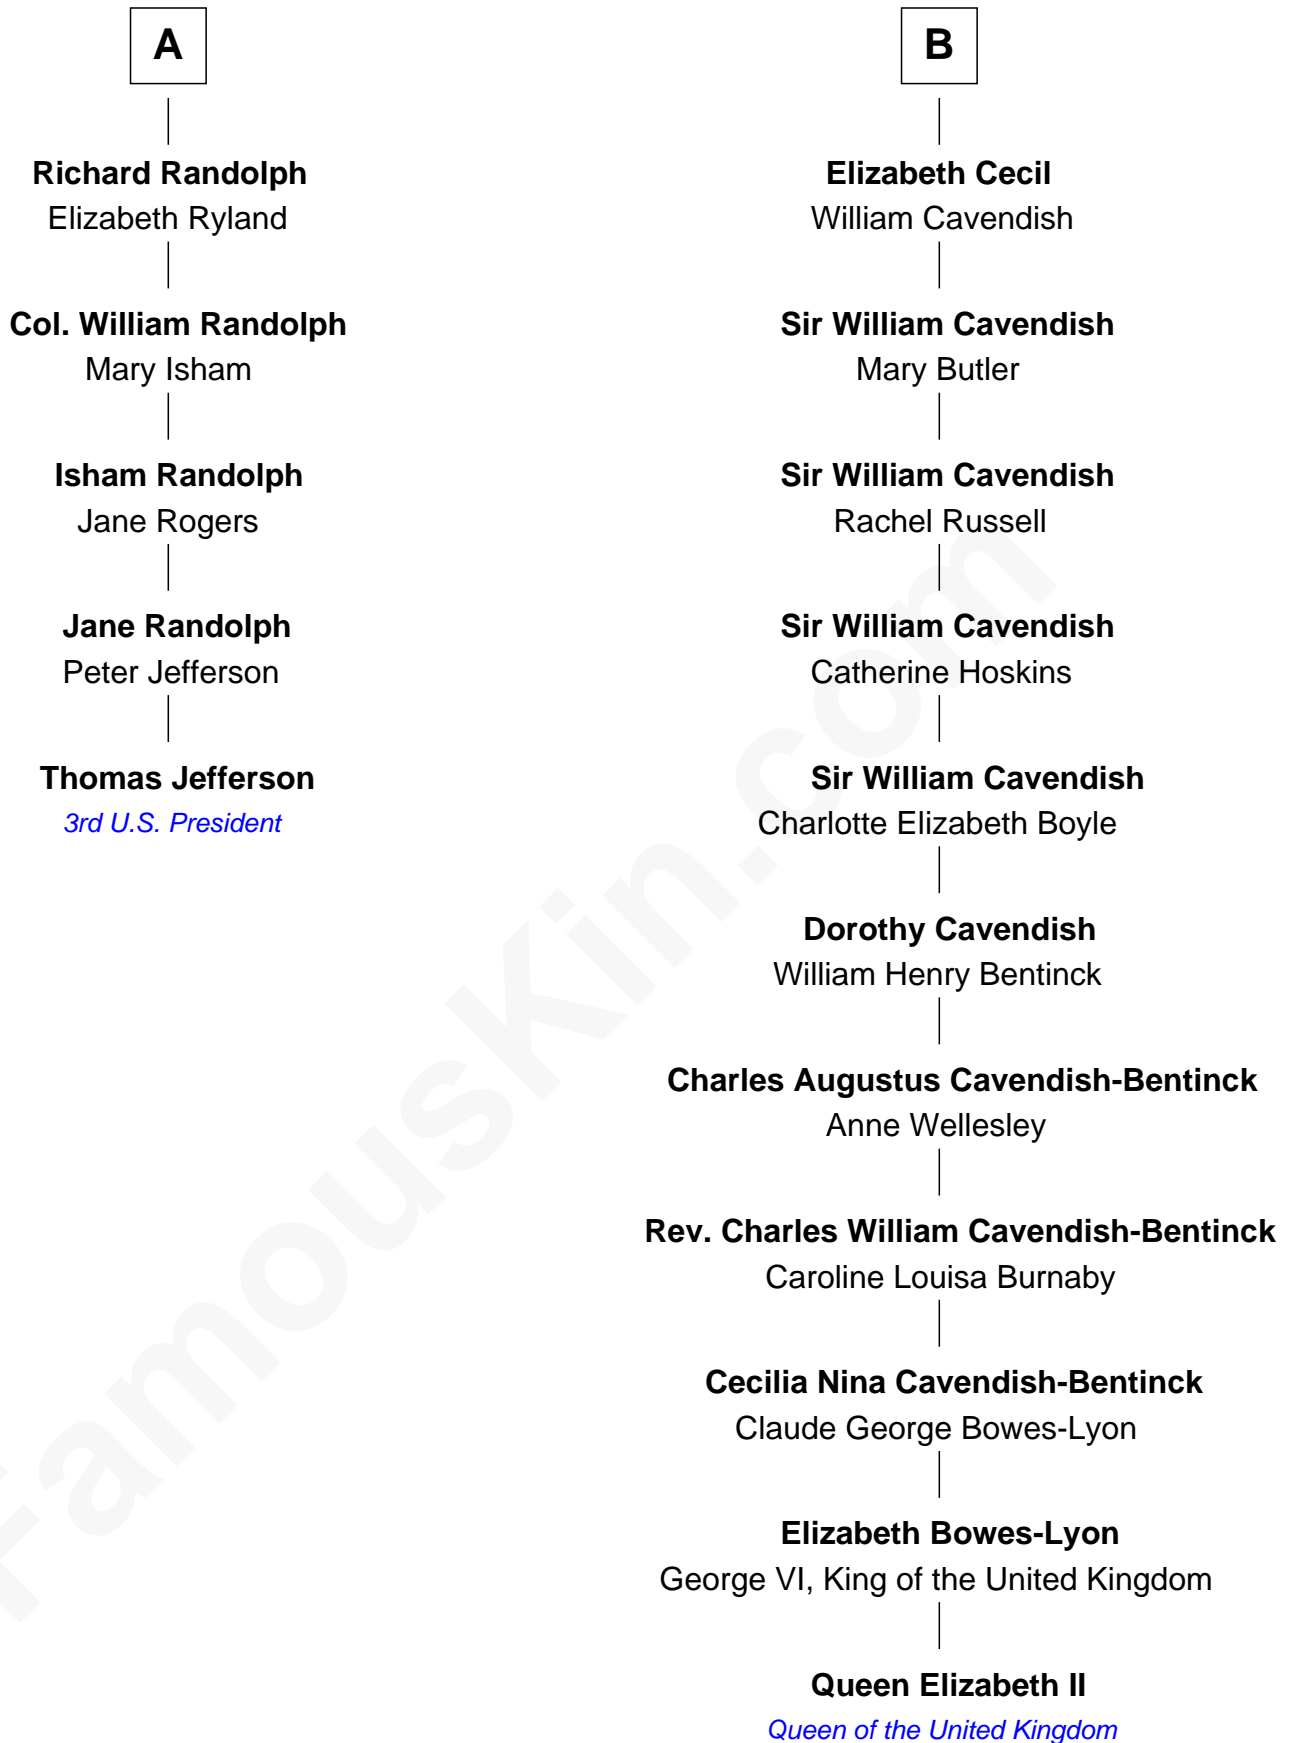 A
Richard Randolph
Elizabeth Ryland
Col. William Randolph
Mary Isham
Isham Randolph
Jane Rogers
Jane Randolph
Peter Jefferson
Thomas Jefferson
3rd U.S. President
B
Elizabeth Cecil
William Cavendish
Sir William Cavendish
Mary Butler
Sir William Cavendish
Rachel Russell
Sir William Cavendish
Catherine Hoskins
Sir William Cavendish
Charlotte Elizabeth Boyle
Dorothy Cavendish
William Henry Bentinck
Charles Augustus Cavendish-Bentinck
Anne Wellesley
Rev. Charles William Cavendish-Bentinck
Caroline Louisa Burnaby
Cecilia Nina Cavendish-Bentinck
Claude George Bowes-Lyon
Elizabeth Bowes-Lyon
George VI, King of the United Kingdom
Queen Elizabeth II
Queen of the United Kingdom
FamousKin.com